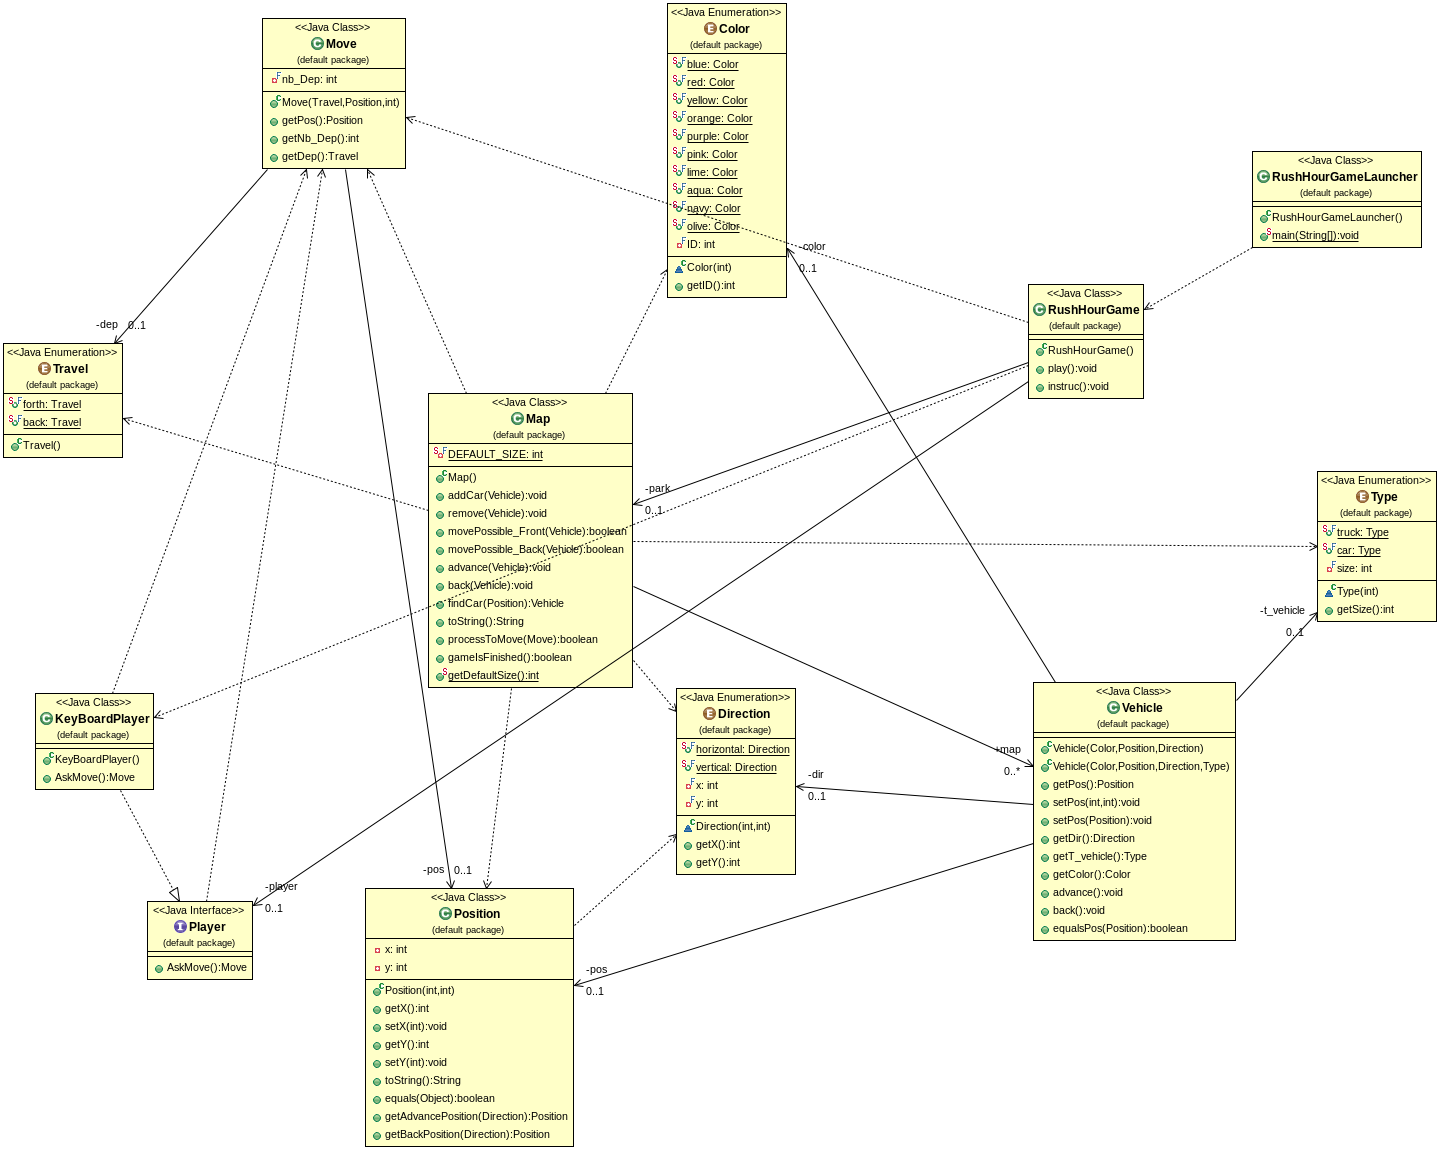 <<Java Class>>
Move
(default package)
nb_Dep: int
Move(Travel,Position,int)
getPos():Position
getNb_Dep():int
getDep():Travel
<<Java Enumeration>>
Color
(default package)
blue: Color
red: Color
yellow: Color
orange: Color
purple: Color
pink: Color
lime: Color
aqua: Color
navy: Color
olive: Color
ID: int
Color(int)
getID():int
-color
0..1
<<Java Class>>
RushHourGameLauncher
(default package)
RushHourGameLauncher()
main(String[]):void
<<Java Class>>
RushHourGame
(default package)
RushHourGame()
play():void
instruc():void
-dep
0..1
<<Java Enumeration>>
Travel
(default package)
forth: Travel
back: Travel
Travel()
<<Java Class>>
Map
(default package)
DEFAULT_SIZE: int
Map()
addCar(Vehicle):void
remove(Vehicle):void
movePossible_Front(Vehicle):boolean
movePossible_Back(Vehicle):boolean
advance(Vehicle):void
back(Vehicle):void
findCar(Position):Vehicle
toString():String
processToMove(Move):boolean
gameIsFinished():boolean
getDefaultSize():int
-park
0..1
<<Java Enumeration>>
Type
(default package)
truck: Type
car: Type
size: int
Type(int)
getSize():int
-t_vehicle
0..1
<<Java Class>>
KeyBoardPlayer
(default package)
KeyBoardPlayer()
AskMove():Move
<<Java Enumeration>>
Direction
(default package)
horizontal: Direction
vertical: Direction
x: int
y: int
Direction(int,int)
getX():int
getY():int
-dir
0..1
+map
0..*
<<Java Class>>
Vehicle
(default package)
Vehicle(Color,Position,Direction)
Vehicle(Color,Position,Direction,Type)
getPos():Position
setPos(int,int):void
setPos(Position):void
getDir():Direction
getT_vehicle():Type
getColor():Color
advance():void
back():void
equalsPos(Position):boolean
-player
0..1
<<Java Interface>>
Player
(default package)
AskMove():Move
-pos
0..1
<<Java Class>>
Position
(default package)
x: int
y: int
Position(int,int)
getX():int
setX(int):void
getY():int
setY(int):void
toString():String
equals(Object):boolean
getAdvancePosition(Direction):Position
getBackPosition(Direction):Position
-pos
0..1